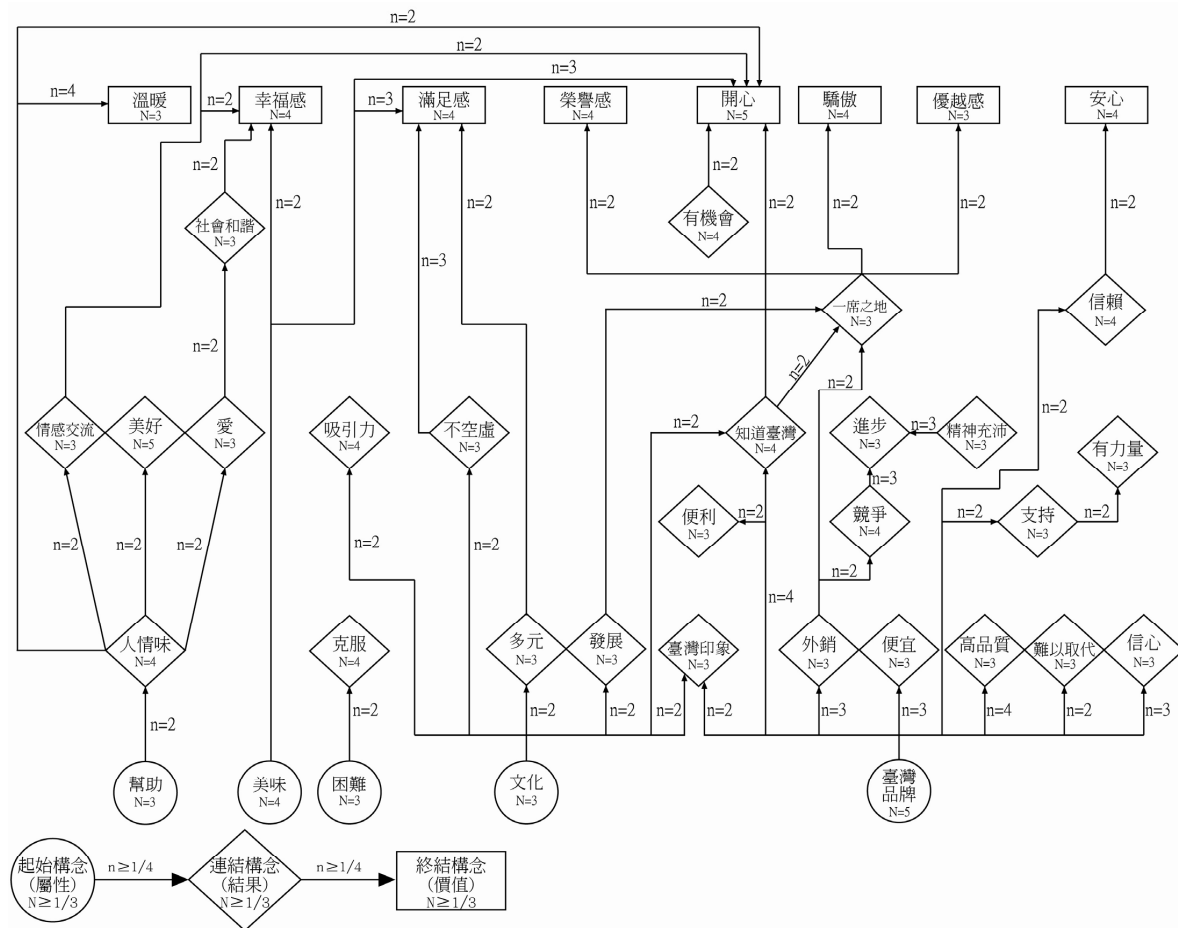 n=2
n=2
n=3
n=4
溫暖
N=3
n=2
幸福感
N=4
n=3
滿足感
N=4
榮譽感
N=4
開心
N=5
驕傲
N=4
優越感
N=3
安心
N=4
n=2
n=2
n=2
n=2
n=2
n=2
n=2
n=2
n=2
社會和諧
N=3
有機會
N=4
n=3
n=2
一席之地
N=3
信賴
N=4
n=2
n=2
n=2
n=2
情感交流
N=3
美好
N=5
愛
N=3
吸引力
N=4
不空虛
N=3
n=2
知道臺灣
N=4
進步
N=3
n=3
精神充沛
N=3
有力量
N=3
n=3
便利
N=3
n=2
競爭
N=4
n=2
支持
N=3
n=2
n=2
n=2
n=2
n=2
n=2
n=2
n=4
人情味
N=4
克服
N=4
多元
N=3
發展
N=3
臺灣印象
N=3
外銷
N=3
便宜
N=3
高品質
N=3
難以取代
N=3
信心
N=3
n=2
n=2
n=2
n=2
n=2
n=2
n=3
n=3
n=4
n=2
n=3
幫助
N=3
美味
N=4
困難
N=3
文化
N=3
臺灣
品牌
N=5
起始構念
(屬性)
N≥1/3
n≥1/4
連結構念
(結果)
N≥1/3
n≥1/4
終結構念
(價值)
N≥1/3